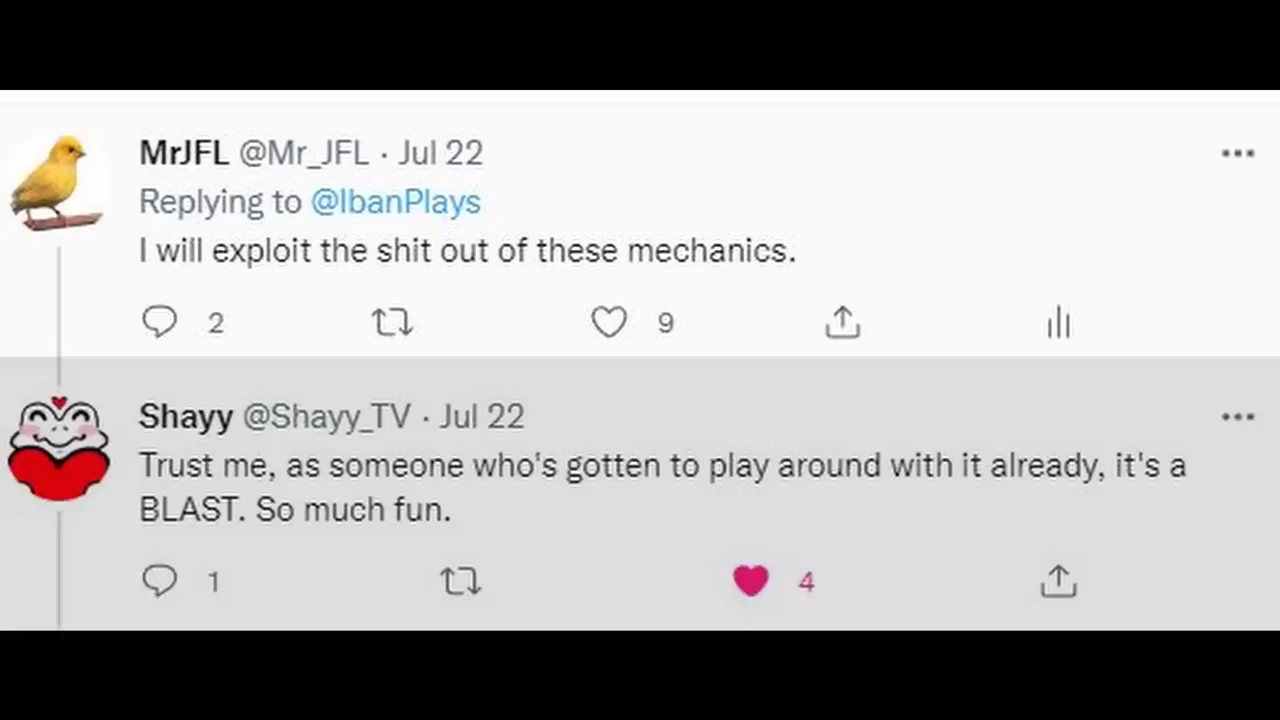 MrJFL @Mr_JFL · Jul 22
Replying to @IbanPlays
I will exploit the shit out of these mechanics.
2 9
Shayy @Shayy_TV · Jul 22
Trust me, as someone who's gotten to play around with it already, it's a
BLAST. So much fun.
1 4